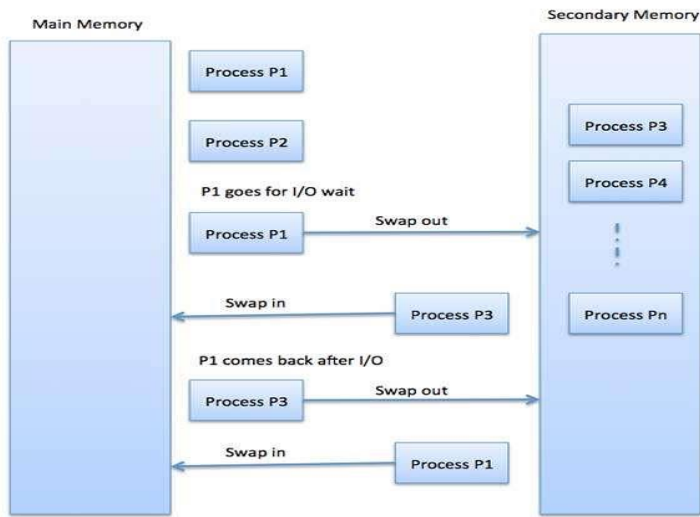 Main Memory
Secondary Memory
Process P1
Process P2
Process P3
Process P4
P1 goes for I/O wait
Process P1
Swap out
Swap in
Process P3
Process Pn
P1 comes back after I/O
Process P3
Swap out
Swap in
Process P1